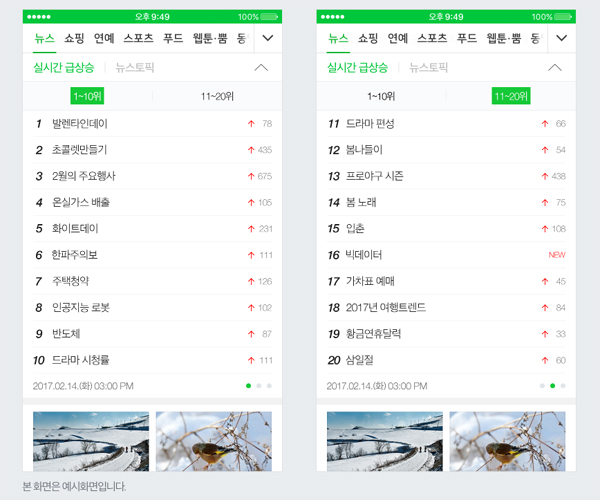 오후 9:49 100%
뉴스 쇼핑 연예 스포츠 푸드 웹툰·뿜
실시간 급상승 뉴스토픽
1~10위 11~20위
1 발렌타인데이 ↑ 78
2 초콜렛만들기 ↑ 435
3 2월의 주요행사 ↑ 675
4 온실가스 배출 ↑ 105
5 화이트데이 ↑ 231
6 한파주의보 ↑ 111
7 주택청약 ↑ 126
8 인공지능 로봇 ↑ 102
9 반도체 ↑ 87
10 드라마 시청률 ↑ 111
2017.02.14.(화) 03:00 PM
오후 9:49 100%
뉴스 쇼핑 연예 스포츠 푸드 웹툰·뿜
실시간 급상승 뉴스토픽
1~10위 11~20위
11 드라마 편성 ↑ 66
12 봄나들이 ↑ 54
13 프로야구 시즌 ↑ 438
14 봄 노래 ↑ 75
15 입춘 ↑ 108
16 빅데이터 NEW
17 기차표 예매 ↑ 45
18 2017년 여행트렌드 ↑ 84
19 황금연휴달력 ↑ 33
20 삼일절 ↑ 60
2017.02.14.(화) 03:00 PM
본 화면은 예시화면입니다.